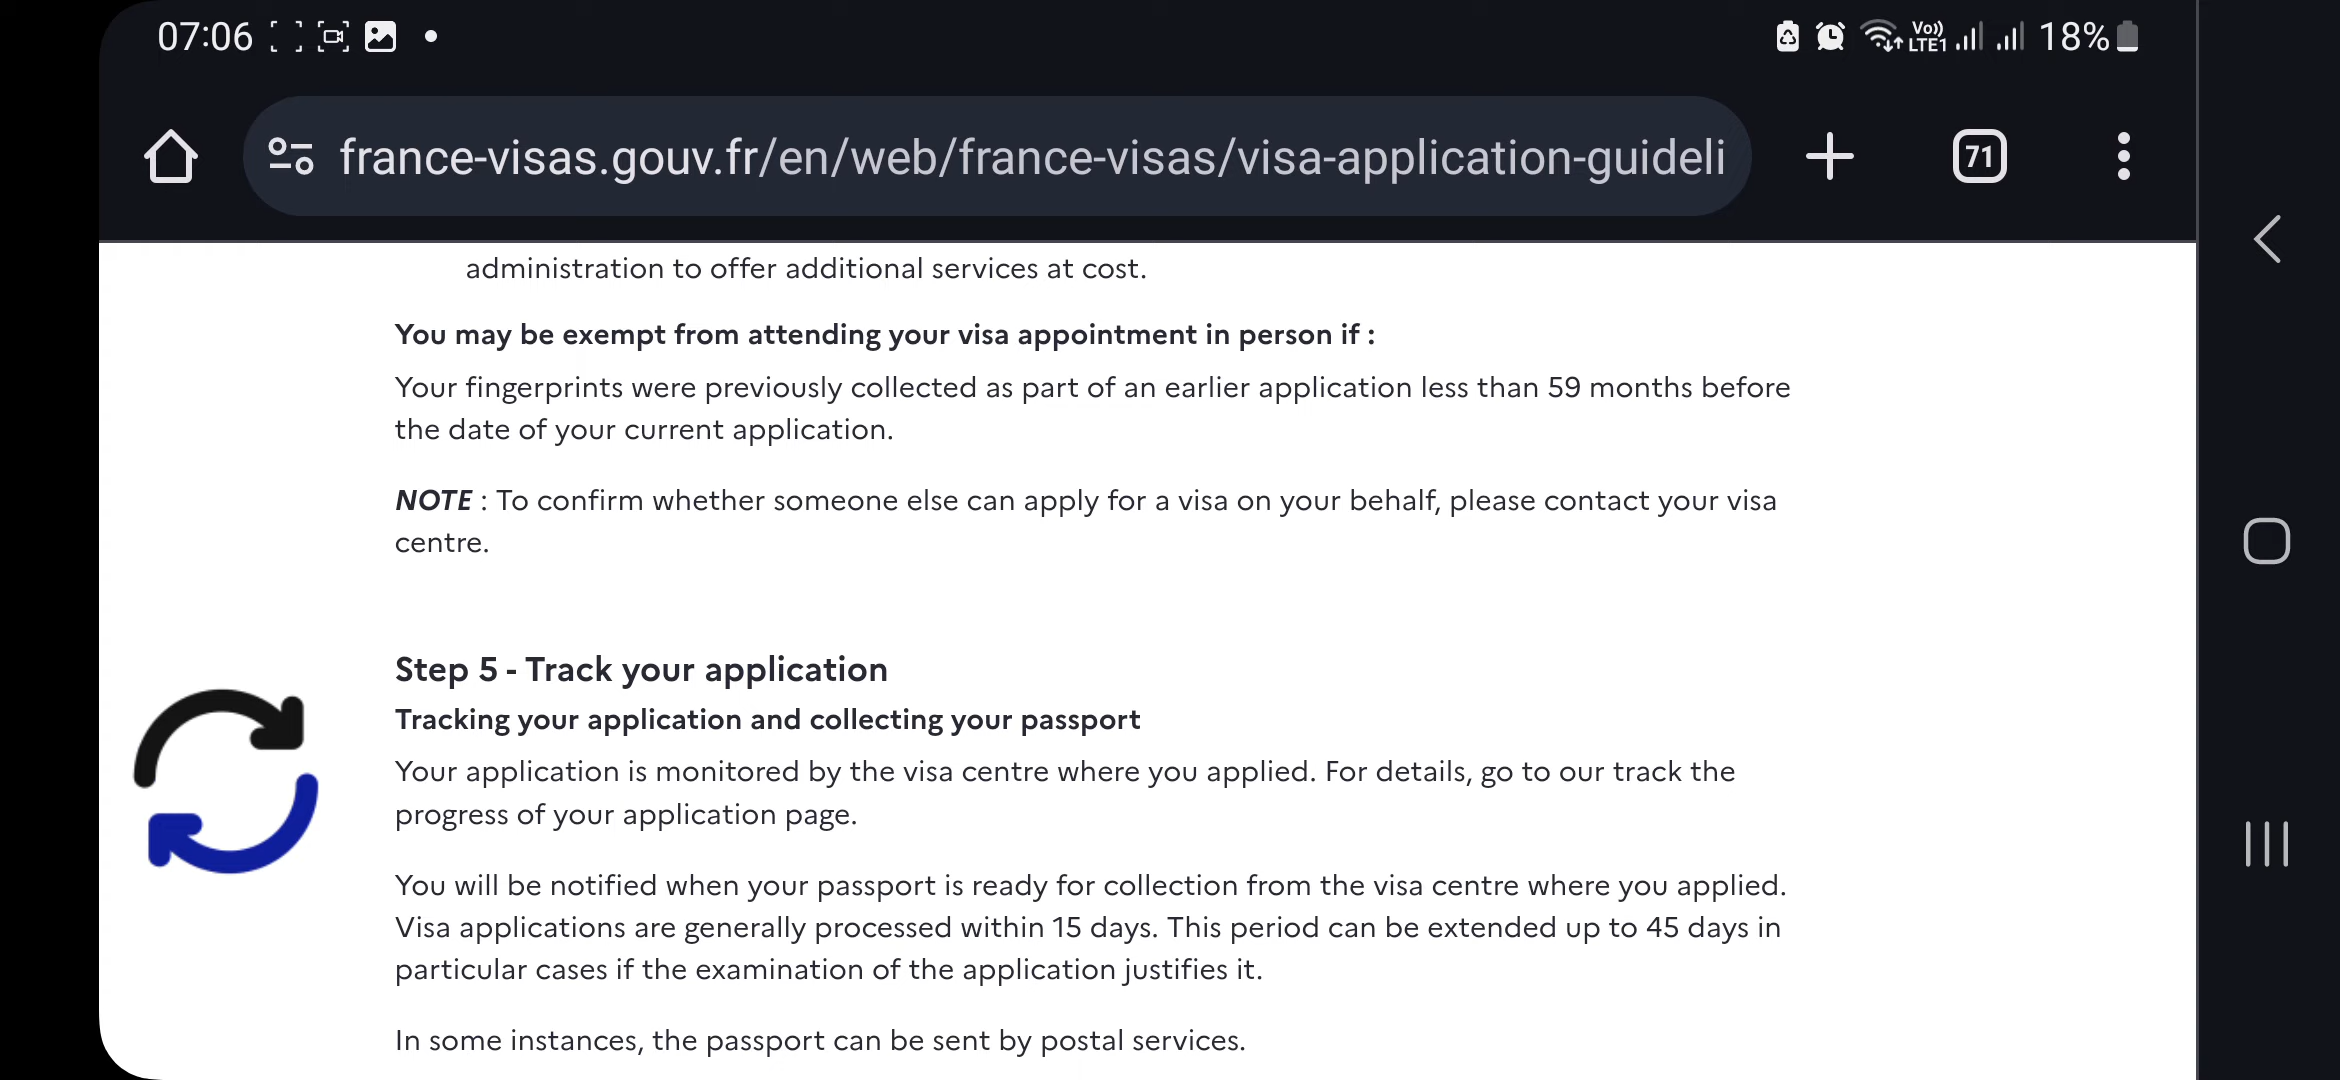 07:06
Vo))
LTE1
18%
france-visas.gouv.fr/en/web/france-visas/visa-application-guideli
71
administration to offer additional services at cost.
You may be exempt from attending your visa appointment in person if :
Your fingerprints were previously collected as part of an earlier application less than 59 months before
the date of your current application.
NOTE : To confirm whether someone else can apply for a visa on your behalf, please contact your visa
centre.
Step 5 - Track your application
Tracking your application and collecting your passport
Your application is monitored by the visa centre where you applied. For details, go to our track the
progress of your application page.
You will be notified when your passport is ready for collection from the visa centre where you applied.
Visa applications are generally processed within 15 days. This period can be extended up to 45 days in
particular cases if the examination of the application justifies it.
In some instances, the passport can be sent by postal services.